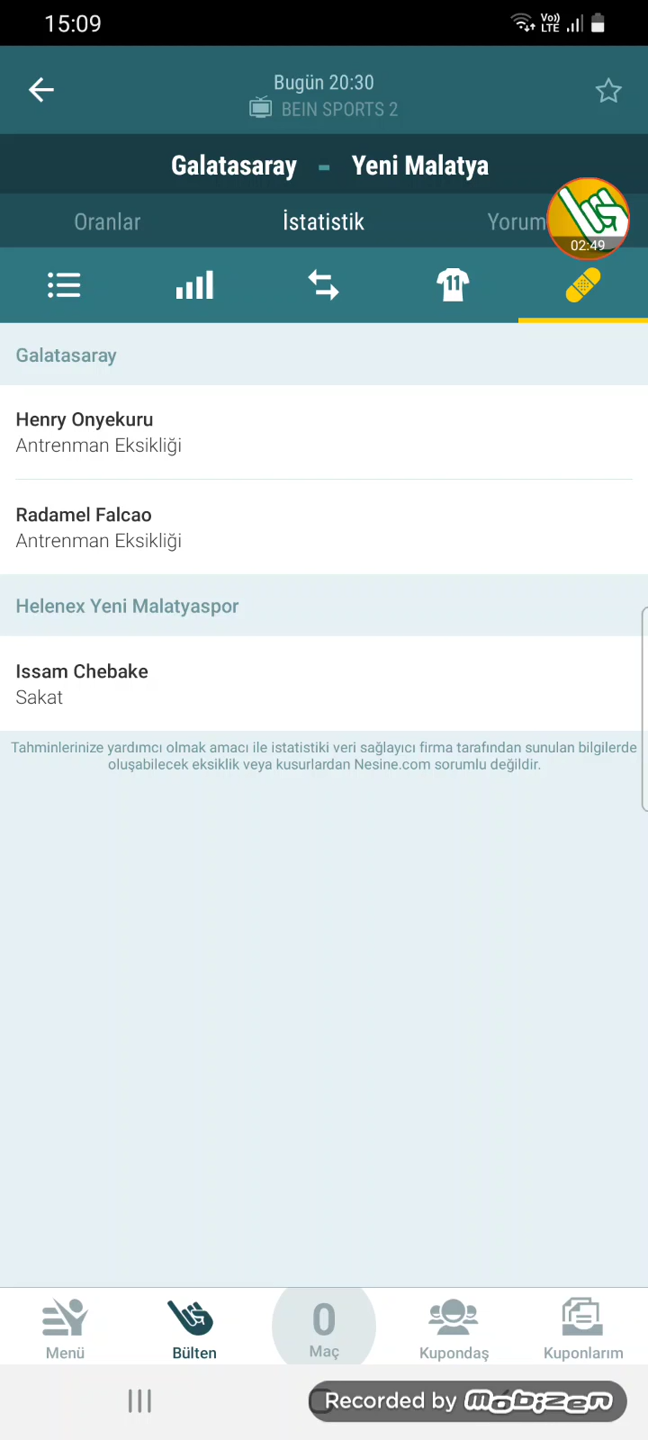 15:09
Vo))
LTE
Bugün 20:30
BEIN SPORTS 2
Galatasaray - Yeni Malatya
Oranlar İstatistik Yorum
02:49
11
Galatasaray
Henry Onyekuru
Antrenman Eksikliği
Radamel Falcao
Antrenman Eksikliği
Helenex Yeni Malatyaspor
Issam Chebake
Sakat
Tahminlerinize yardımcı olmak amacı ile istatistiki veri sağlayıcı firma tarafından sunulan bilgilerde
oluşabilecek eksiklik veya kusurlardan Nesine.com sorumlu değildir.
0
Menü Bülten Maç Kupondaş Kuponlarım
Recorded by mobizen